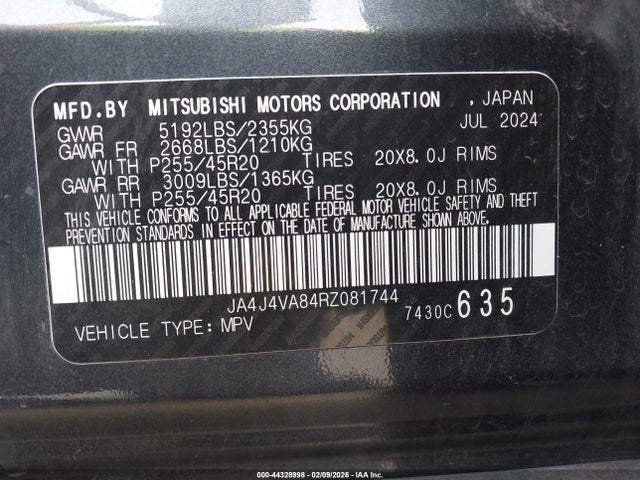 MFD.BY MITSUBISHI MOTORS CORPORATION , JAPAN
GVWR 5192LBS/2355KG JUL 2024
GAWR FR 2668LBS/1210KG
WITH P255/45R20 TIRES 20X8.0J RIMS
GAWR RR 3009LBS/1365KG
WITH P255/45R20 TIRES 20X8.0J RIMS
THIS VEHICLE CONFORMS TO ALL APPLICABLE FEDERAL MOTOR VEHICLE SAFETY AND THEFT
PREVENTION STANDARDS IN EFFECT ON THE DATE OF MANUFACTURE SHOWN ABOVE.
JA4J4VA84RZ081744
VEHICLE TYPE: MPV 7430C 635
000-44328998 - 02/09/2026 - IAA Inc.